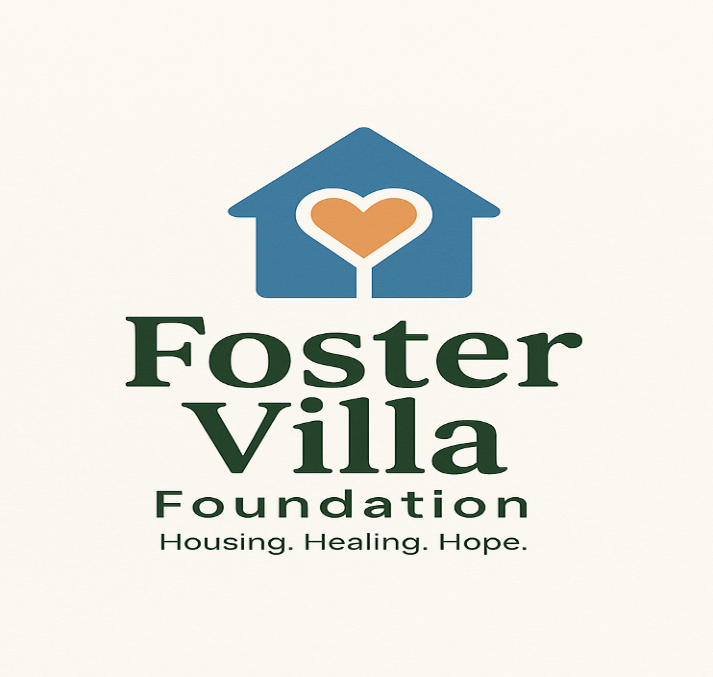 Foster
Villa
Foundation
Housing. Healing. Hope.